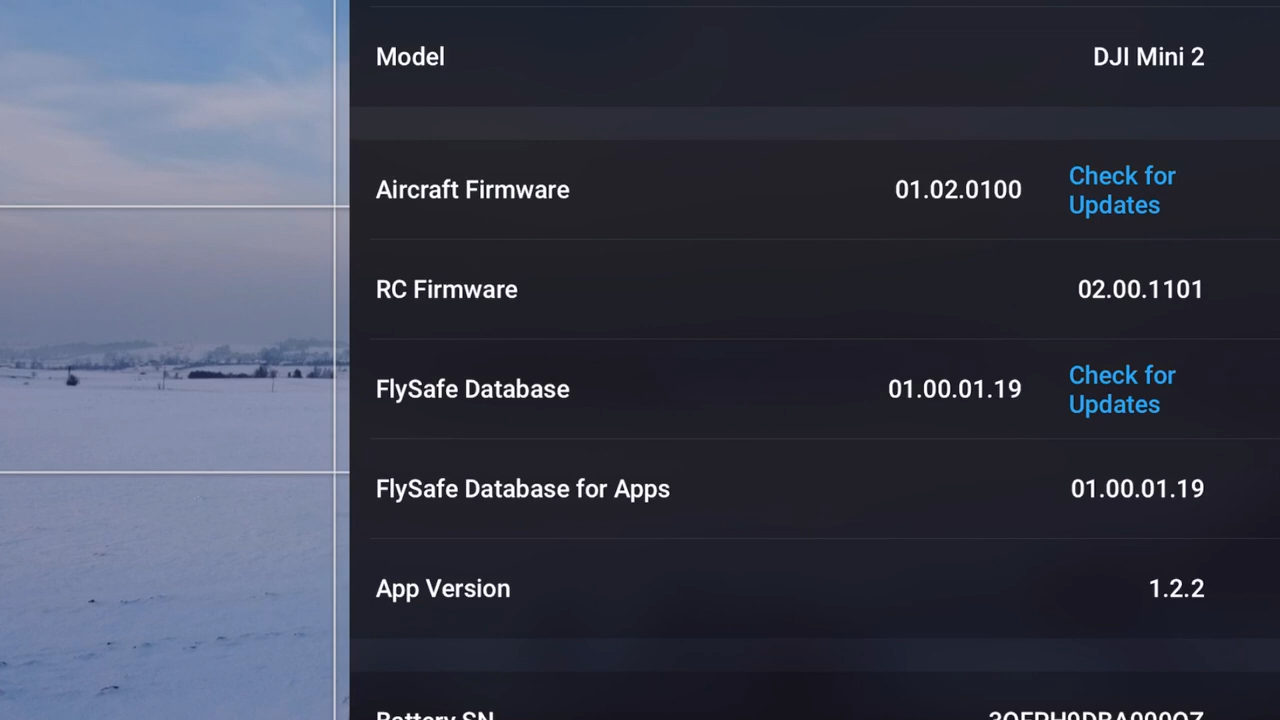 Model DJI Mini 2
Aircraft Firmware 01.02.0100 Check for
Updates
RC Firmware 02.00.1101
FlySafe Database 01.00.01.19 Check for
Updates
FlySafe Database for Apps 01.00.01.19
App Version 1.2.2
Battery SN